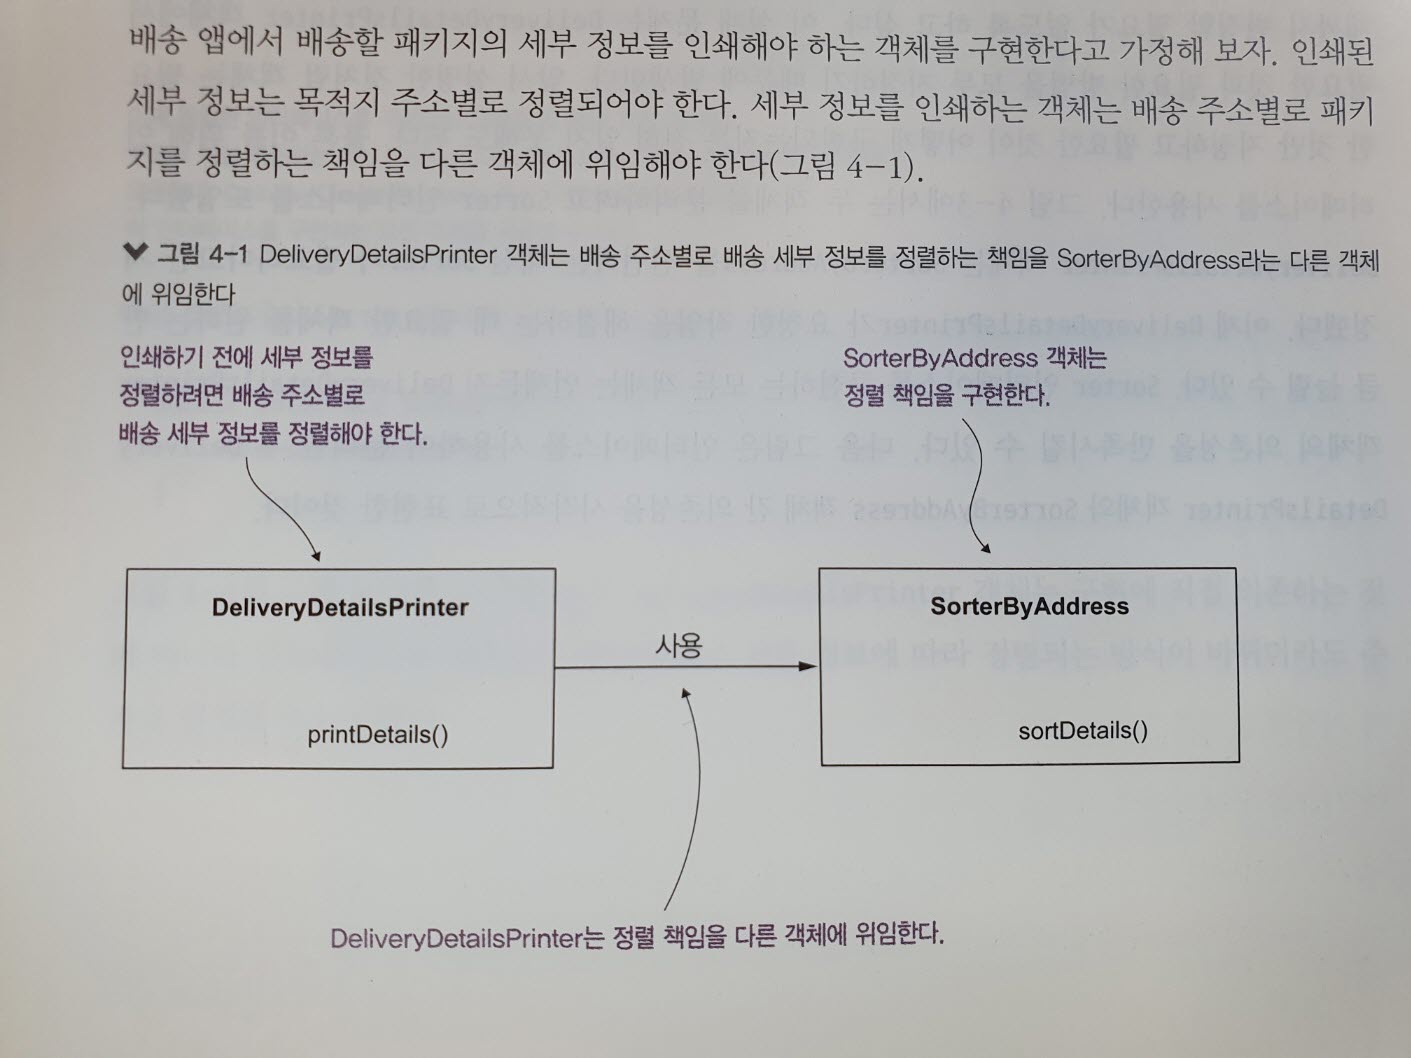 배송 앱에서 배송할 패키지의 세부 정보를 인쇄해야 하는 객체를 구현한다고 가정해 보자. 인쇄된
세부 정보는 목적지 주소별로 정렬되어야 한다. 세부 정보를 인쇄하는 객체는 배송 주소별로 패키
지를 정렬하는 책임을 다른 객체에 위임해야 한다(그림 4-1).
그림 4-1 DeliveryDetailsPrinter 객체는 배송 주소별로 배송 세부 정보를 정렬하는 책임을 SorterByAddress라는 다른 객체
에 위임한다
인쇄하기 전에 세부 정보를
정렬하려면 배송 주소별로
배송 세부 정보를 정렬해야 한다.
SorterByAddress 객체는
정렬 책임을 구현한다.
DeliveryDetailsPrinter
printDetails()
사용
SorterByAddress
sortDetails()
DeliveryDetailsPrinter는 정렬 책임을 다른 객체에 위임한다.